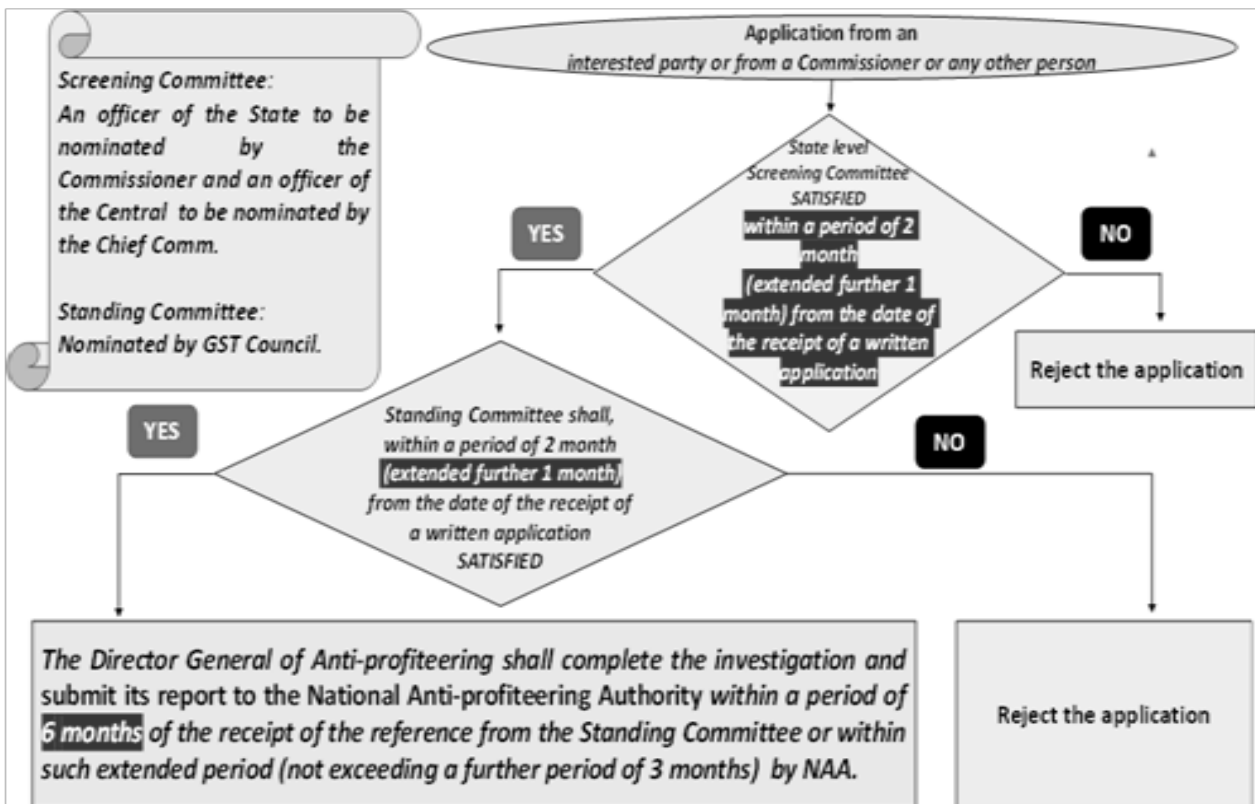 Screening Committee:
An officer of the State to be
nominated by the
Commissioner and an officer of
the Central to be nominated by
the Chief Comm.
Standing Committee:
Nominated by GST Council.
Application from an
interested party or from a Commissioner or any other person
State level
Screening Committee
SATISFIED
within a period of 2
month
(extended further 1
month) from the date of
the receipt of a written
application
YES
NO
Reject the application
Standing Committee shall,
within a period of 2 month
(extended further 1 month)
from the date of the receipt of
a written application
SATISFIED
YES
NO
The Director General of Anti-profiteering shall complete the investigation and
submit its report to the National Anti-profiteering Authority within a period of
6 months of the receipt of the reference from the Standing Committee or within
such extended period (not exceeding a further period of 3 months) by NAA.
Reject the application